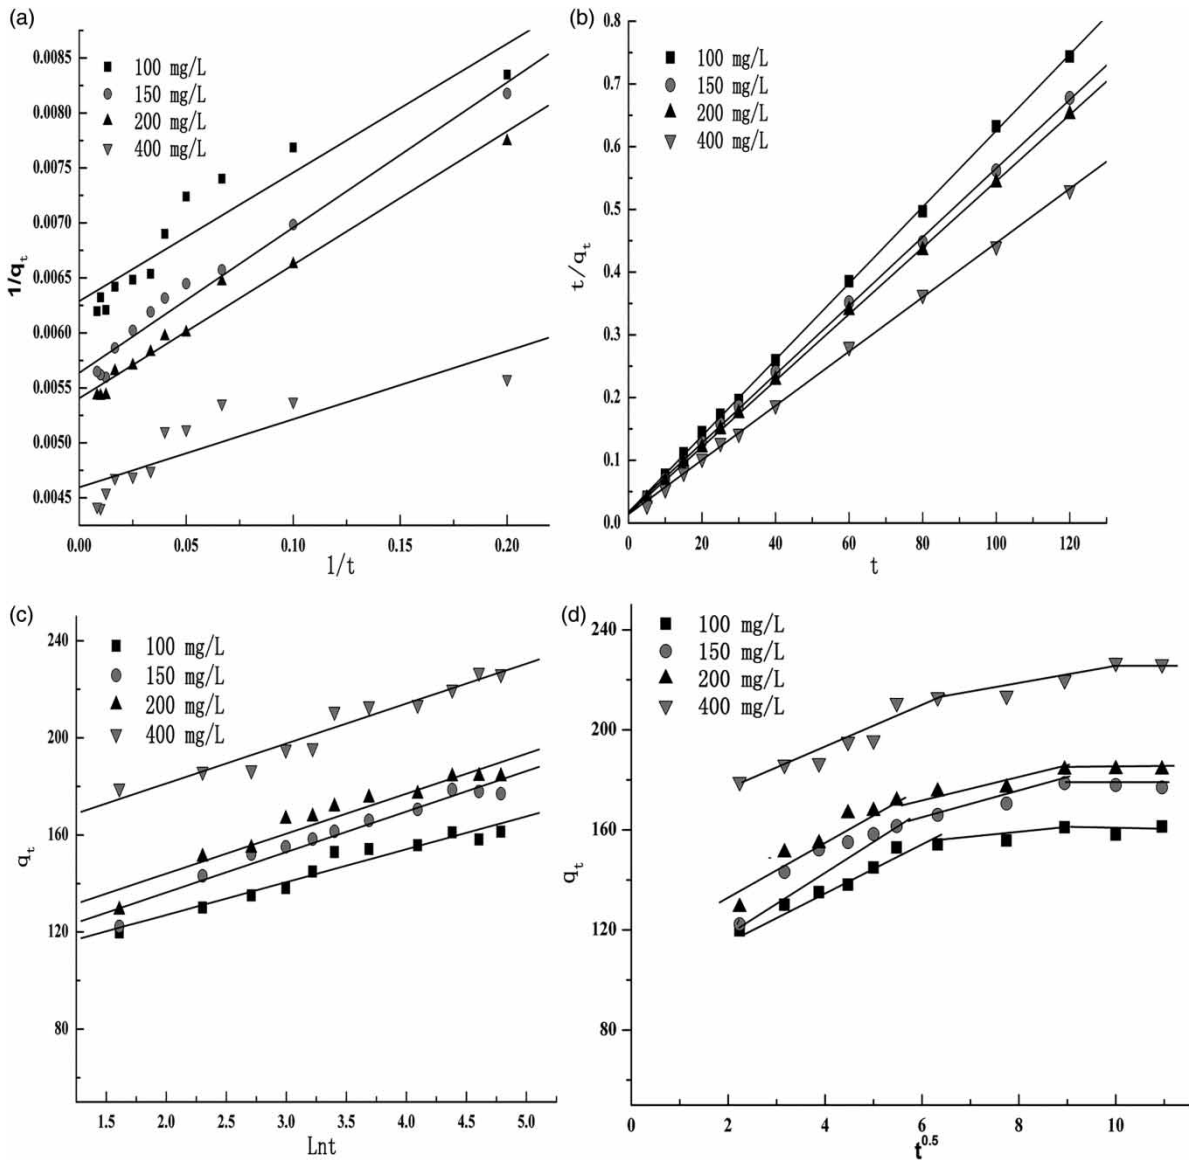 (a)
0.0085
0.0080
0.0075
0.0070
0.0065
0.0060
0.0055
0.0050
0.0045
1/qt
100 mg/L
150 mg/L
200 mg/L
400 mg/L
0.00 0.05 0.10 0.15 0.20
1/t
(b)
0.8
0.7
0.6
0.5
0.4
0.3
0.2
0.1
0.0
t/qt
100 mg/L
150 mg/L
200 mg/L
400 mg/L
0 20 40 60 80 100 120
t
(c)
240
200
160
120
80
qt
100 mg/L
150 mg/L
200 mg/L
400 mg/L
1.5 2.0 2.5 3.0 3.5 4.0 4.5 5.0
Lnt
(d)
240
200
160
120
80
qt
100 mg/L
150 mg/L
200 mg/L
400 mg/L
0 2 4 6 8 10
t0.5